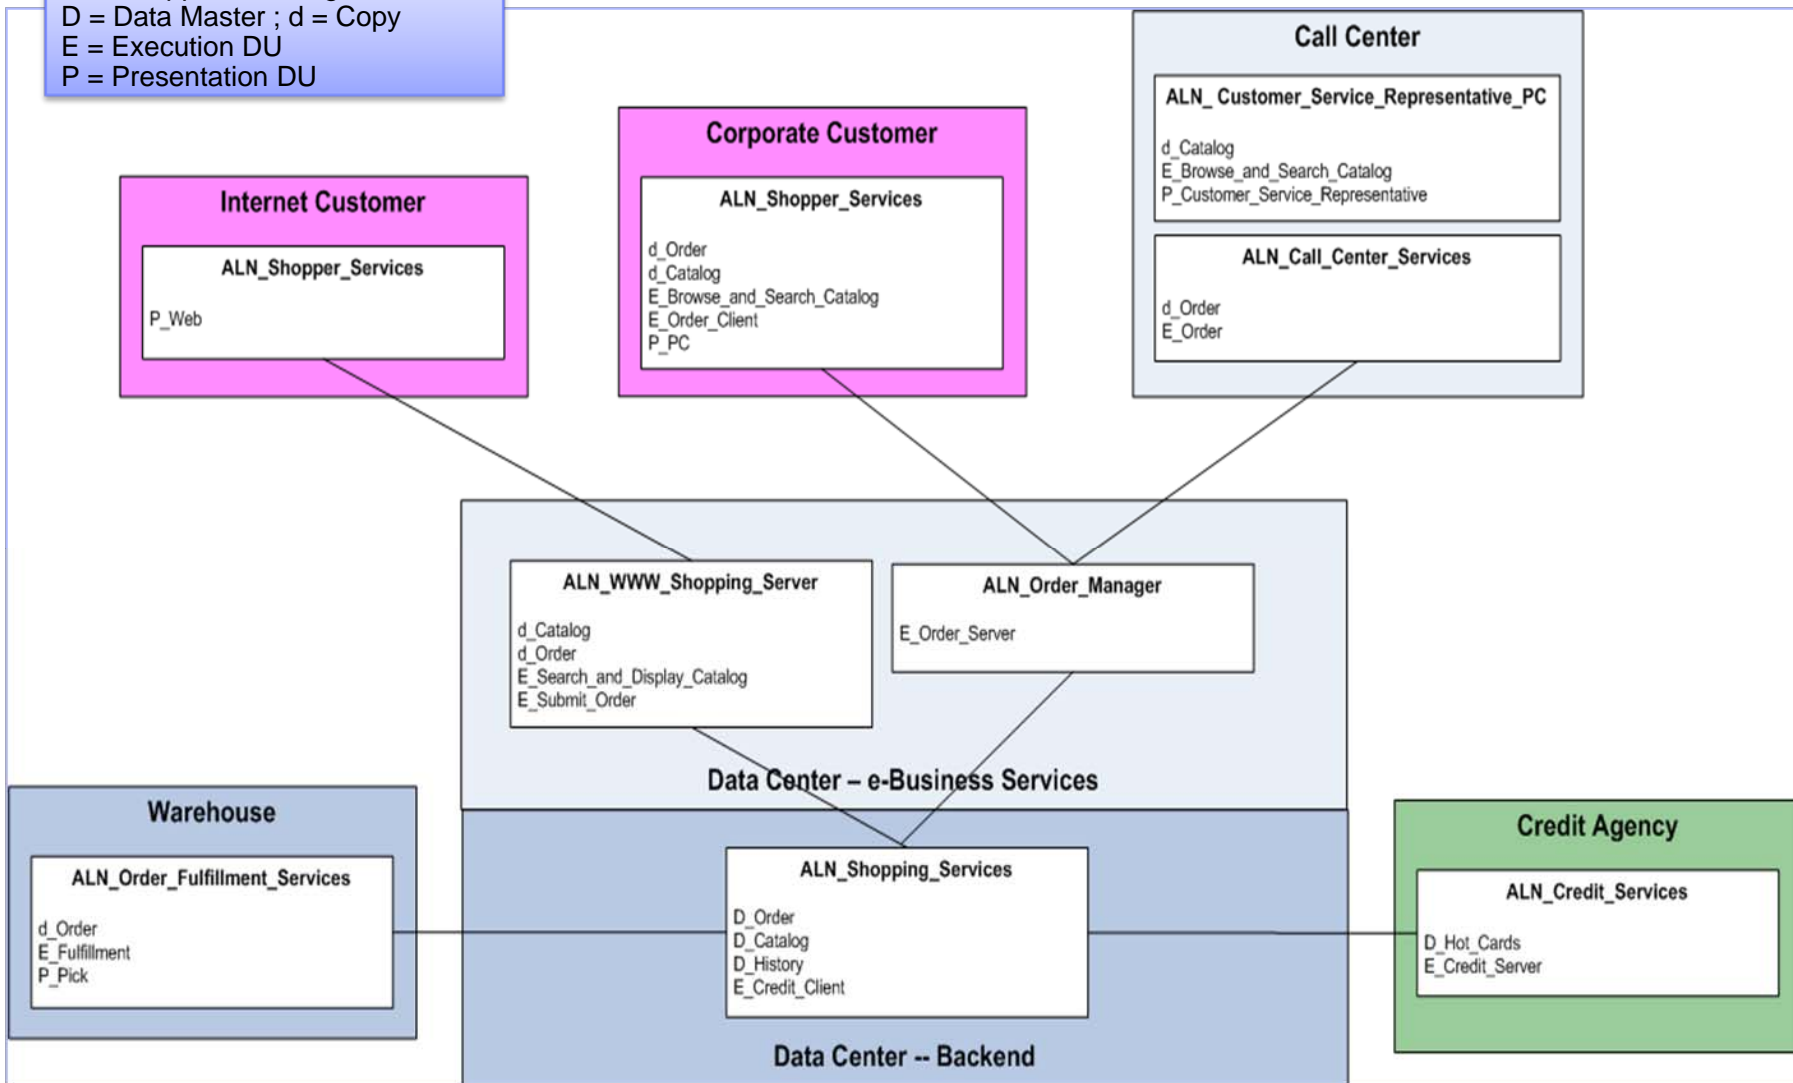 D = Data Master ; d = Copy
E = Execution DU
P = Presentation DU
Call Center
ALN_ Customer_Service_Representative_PC
d_Catalog
E_Browse_and_Search_Catalog
P_Customer_Service_Representative
ALN_Call_Center_Services
d_Order
E_Order
Corporate Customer
ALN_Shopper_Services
d_Order
d_Catalog
E_Browse_and_Search_Catalog
E_Order_Client
P_PC
Internet Customer
ALN_Shopper_Services
P_Web
ALN_WWW_Shopping_Server
d_Catalog
d_Order
E_Search_and_Display_Catalog
E_Submit_Order
ALN_Order_Manager
E_Order_Server
Data Center – e-Business Services
Warehouse
ALN_Order_Fulfillment_Services
d_Order
E_Fulfillment
P_Pick
ALN_Shopping_Services
D_Order
D_Catalog
D_History
E_Credit_Client
Data Center -- Backend
Credit Agency
ALN_Credit_Services
D_Hot_Cards
E_Credit_Server